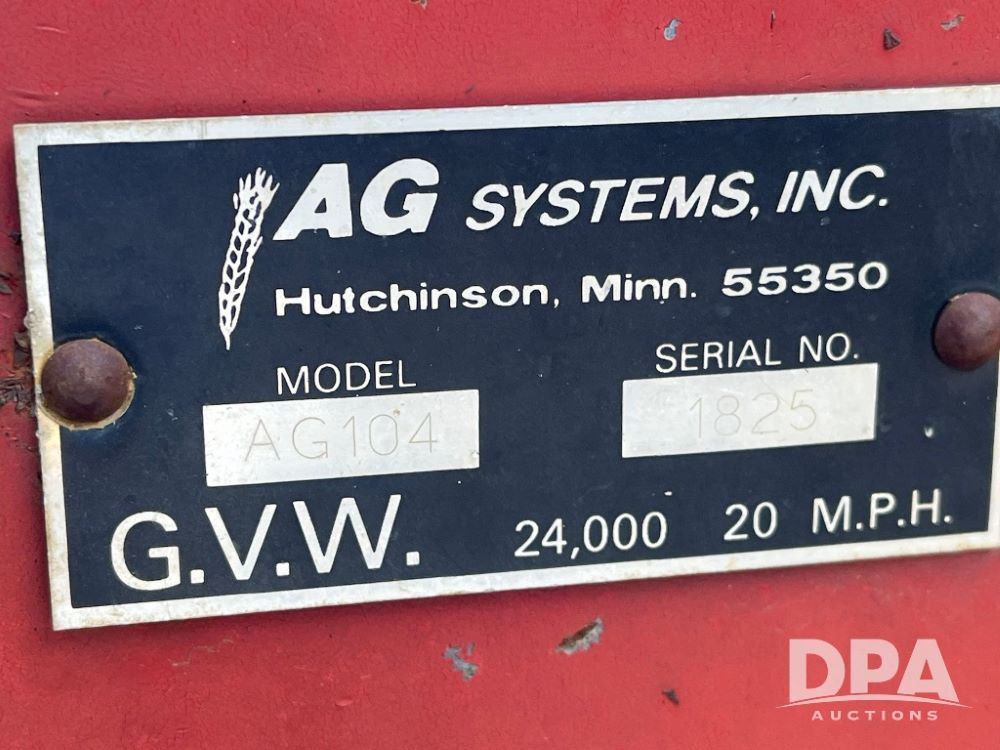 AG SYSTEMS, INC.
Hutchinson, Minn. 55350
MODEL
AG104
SERIAL NO.
1825
G.V.W. 24,000 20 M.P.H.
DPA
AUCTIONS